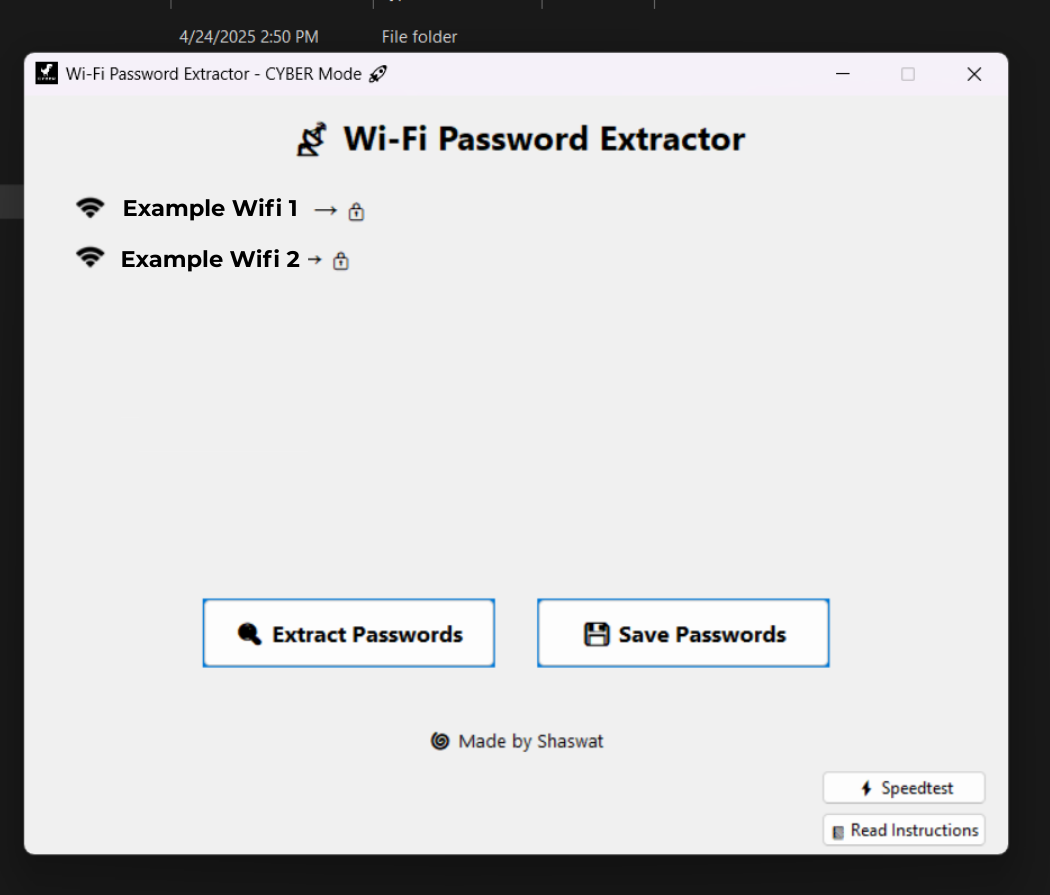 4/24/2025 2:50 PM File folder
Wi-Fi Password Extractor - CYBER Mode 🚀
Wi-Fi Password Extractor
Example Wifi 1 →
Example Wifi 2 →
Extract Passwords
Save Passwords
Made by Shaswat
Speedtest
Read Instructions